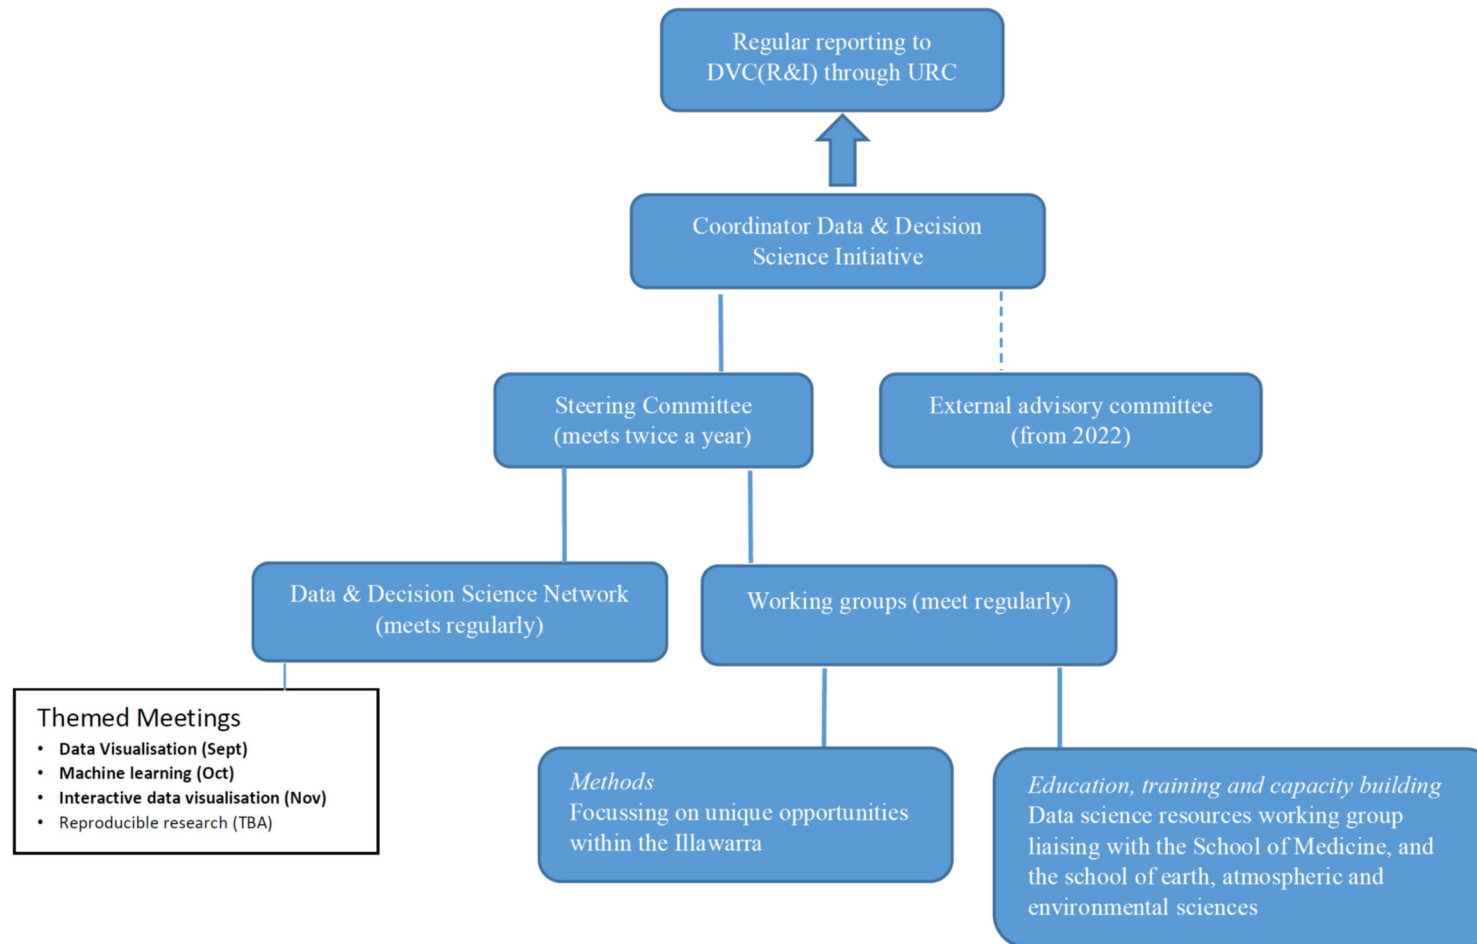 Regular reporting to
DVC(R&I) through URC
Coordinator Data & Decision
Science Initiative
Steering Committee
(meets twice a year)
External advisory committee
(from 2022)
Data & Decision Science Network
(meets regularly)
Working groups (meet regularly)
Themed Meetings
• Data Visualisation (Sept)
• Machine learning (Oct)
• Interactive data visualisation (Nov)
• Reproducible research (TBA)
Methods
Focussing on unique opportunities
within the Illawarra
Education, training and capacity building
Data science resources working group
liaising with the School of Medicine, and
the school of earth, atmospheric and
environmental sciences